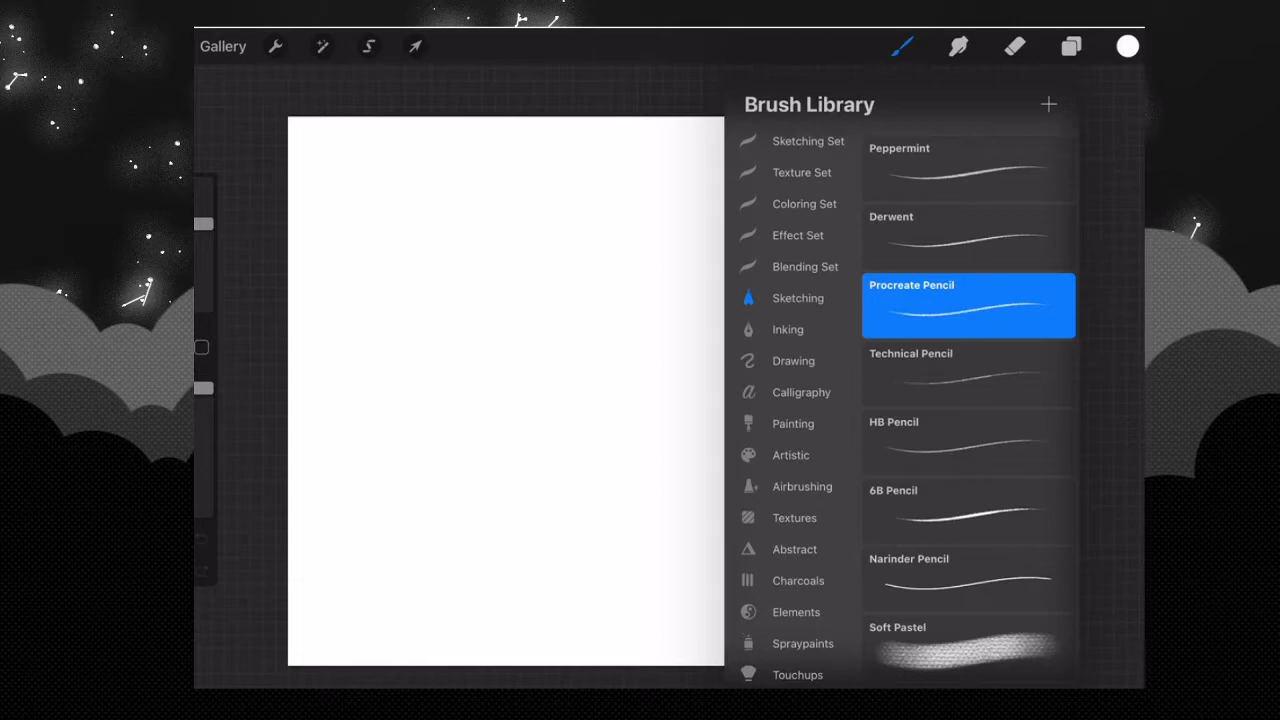 Gallery
Brush Library
Sketching Set
Texture Set
Coloring Set
Effect Set
Blending Set
Sketching
Inking
Drawing
Calligraphy
Painting
Artistic
Airbrushing
Textures
Abstract
Charcoals
Elements
Spraypaints
Touchups
Peppermint
Derwent
Procreate Pencil
Technical Pencil
HB Pencil
6B Pencil
Narinder Pencil
Soft Pastel